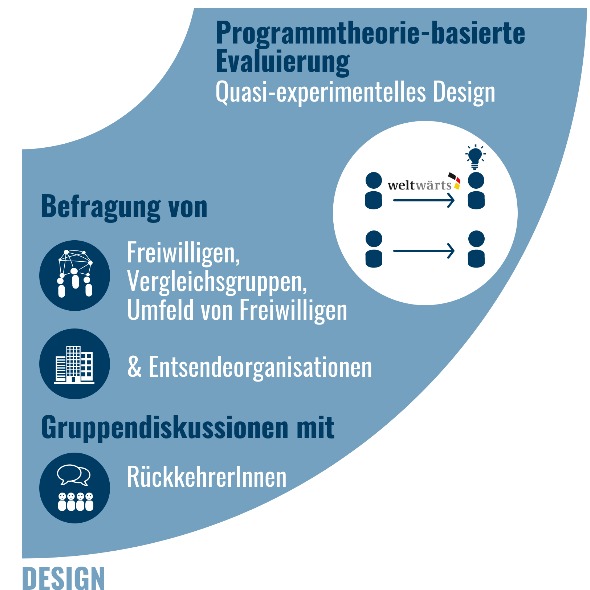 Programmtheorie-basierte
Evaluierung
Quasi-experimentelles Design
weltwärts
Befragung von
Freiwilligen,
Vergleichsgruppen,
Umfeld von Freiwilligen
& Entsendeorganisationen
Gruppendiskussionen mit
RückkehrerInnen
DESIGN